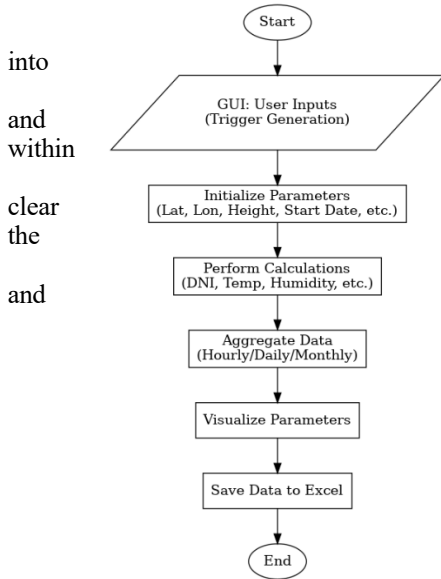 into
and
within
clear
the
and
Start
GUI: User Inputs
(Trigger Generation)
Initialize Parameters
(Lat, Lon, Height, Start Date, etc.)
Perform Calculations
(DNI, Temp, Humidity, etc.)
Aggregate Data
(Hourly/Daily/Monthly)
Visualize Parameters
Save Data to Excel
End